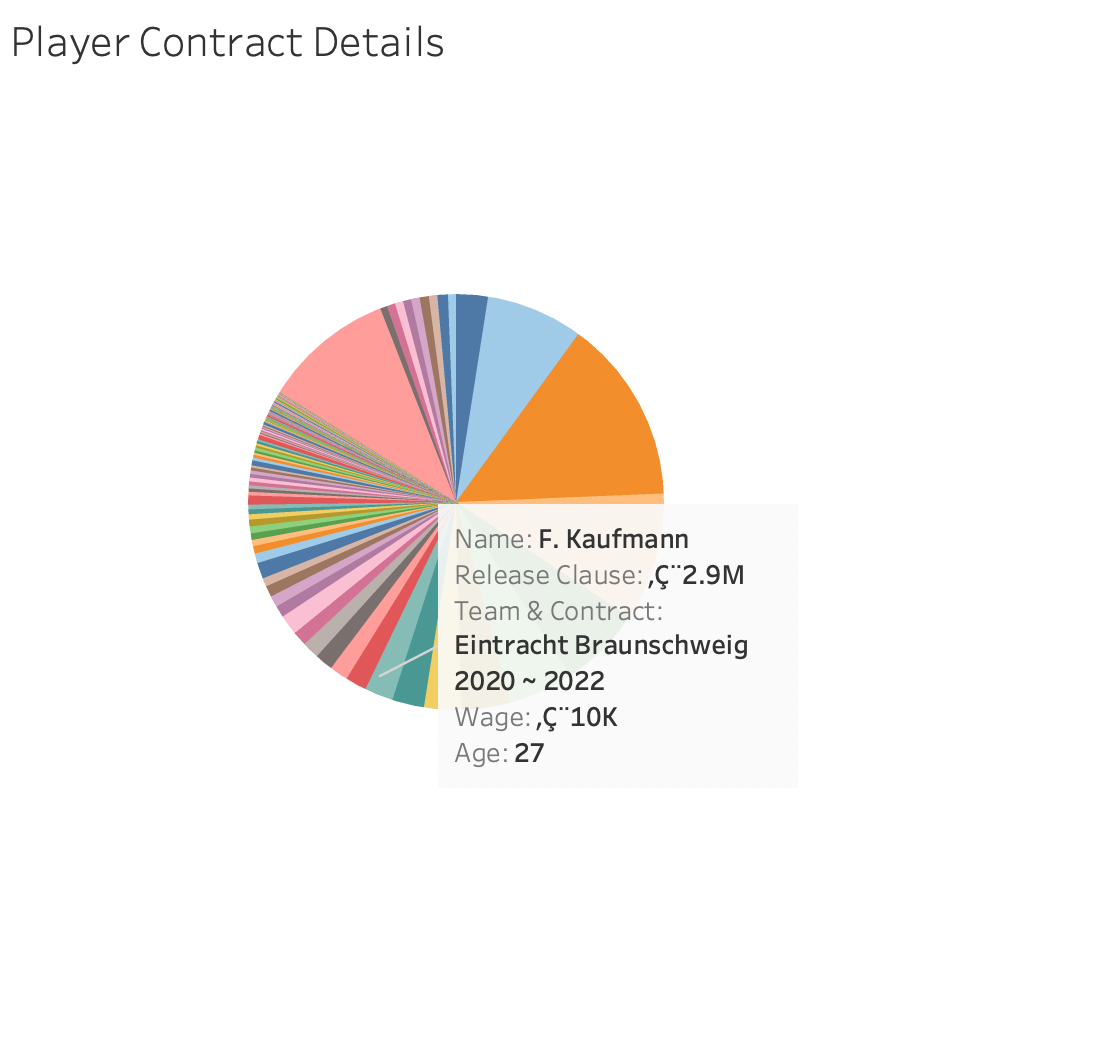 Player Contract Details
Name: F. Kaufmann
Release Clause: ‚Ç¨2.9M
Team & Contract:
Eintracht Braunschweig
2020 ~ 2022
Wage: ‚Ç¨10K
Age: 27